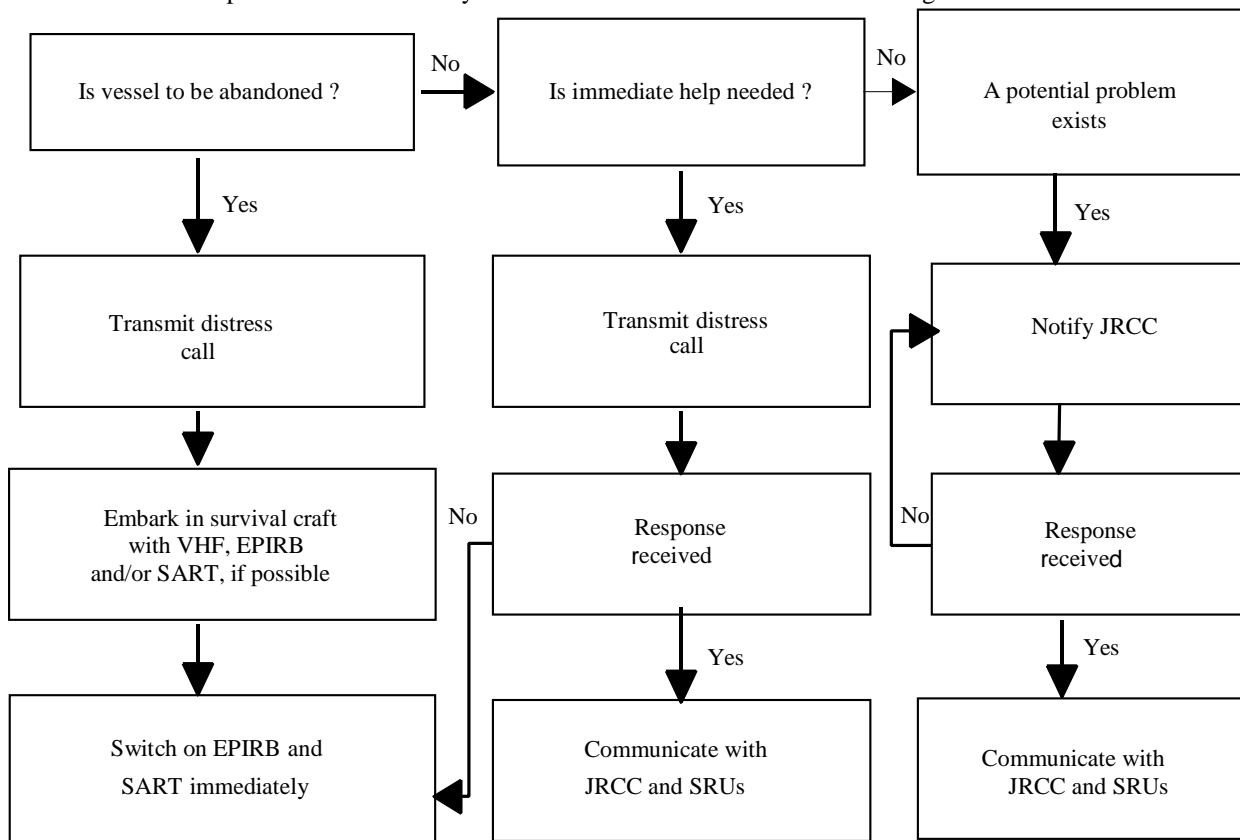 Is vessel to be abandoned ?
No
Is immediate help needed ?
No
A potential problem
exists
Yes
Yes
Yes
Transmit distress
call
Transmit distress
call
Notify JRCC
Embark in survival craft
with VHF, EPIRB
and/or SART, if possible
No
Response
received
No
Response
received
Yes
Yes
Switch on EPIRB and
SART immediately
Communicate with
JRCC and SRUs
Communicate with
JRCC and SRUs